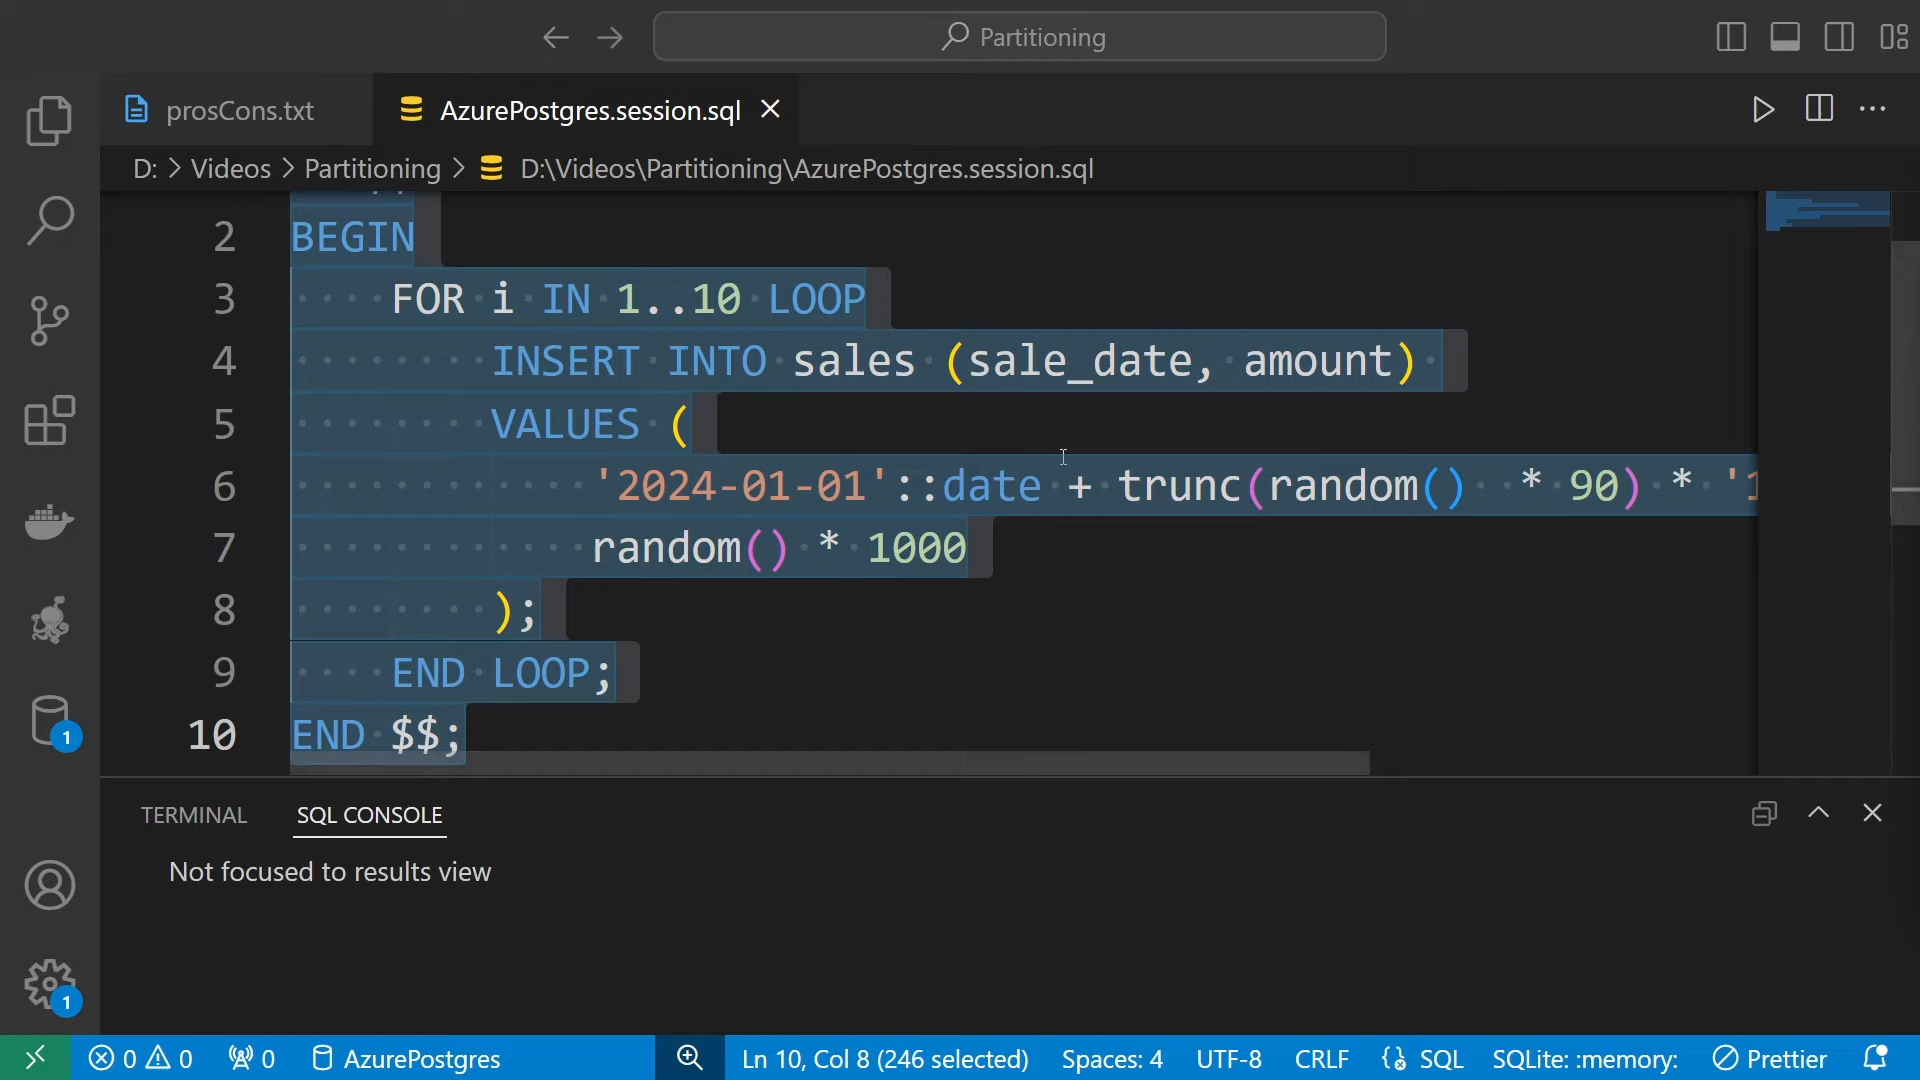 Partitioning
prosCons.txt
AzurePostgres.session.sql
D: > Videos > Partitioning > D:\Videos\Partitioning\AzurePostgres.session.sql
2 BEGIN
3 FOR i IN 1..10 LOOP
4 INSERT INTO sales (sale_date, amount)
5 VALUES (
6 '2024-01-01'::date + trunc(random() * 90) * '1
7 random() * 1000
8 );
9 END LOOP;
10 END $$;
TERMINAL SQL CONSOLE
Not focused to results view
1
1
0 0 0 AzurePostgres Ln 10, Col 8 (246 selected) Spaces: 4 UTF-8 CRLF SQL SQLite: :memory: Prettier